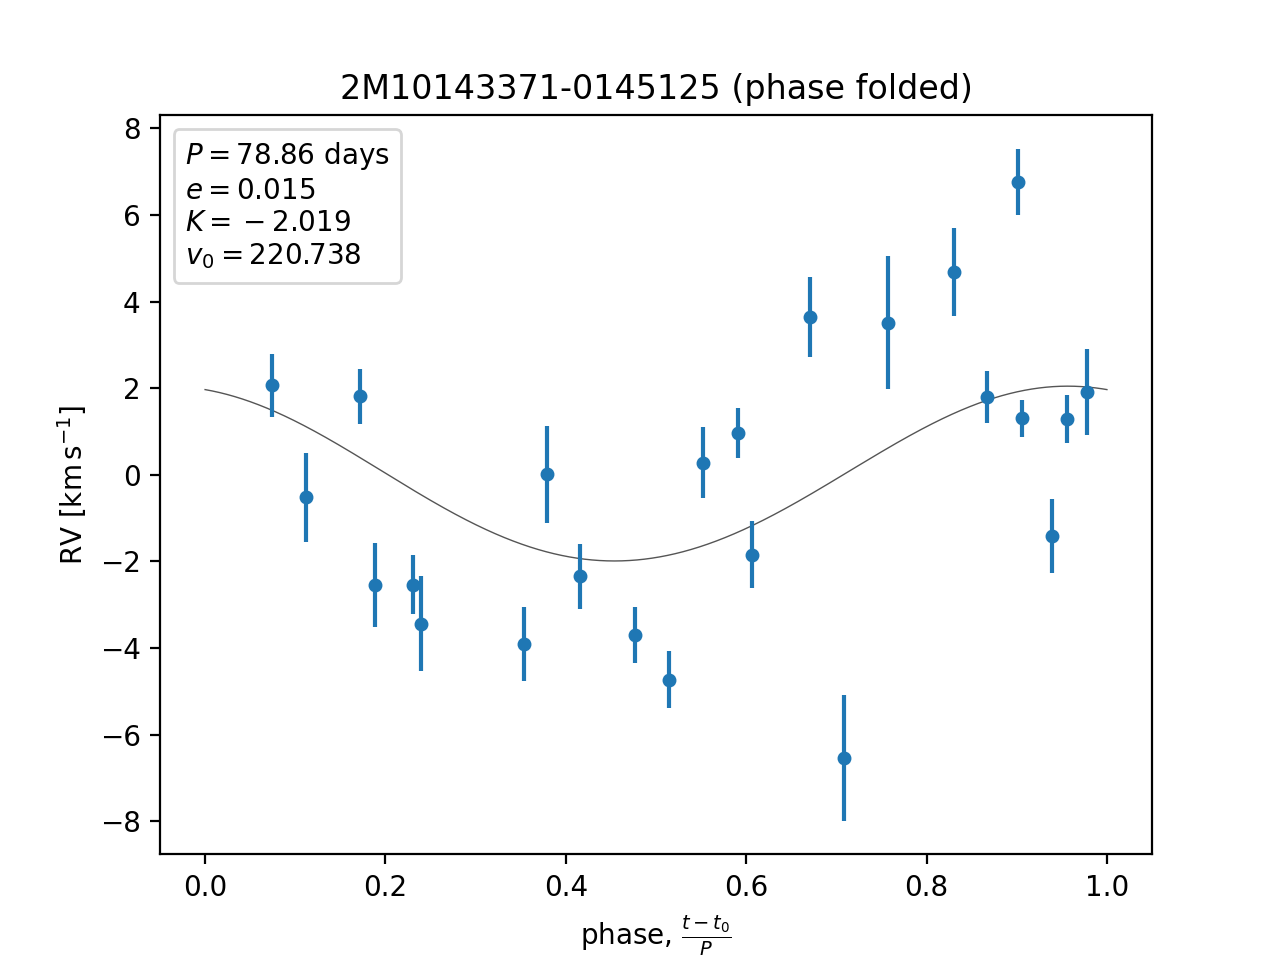 2M10143371-0145125 (phase folded)
P = 78.86 days
e = 0.015
K = −2.019
v₀ = 220.738
8
6
4
2
0
−2
−4
−6
−8
RV [km s⁻¹]
0.0 0.2 0.4 0.6 0.8 1.0
phase, (t − t₀)/P